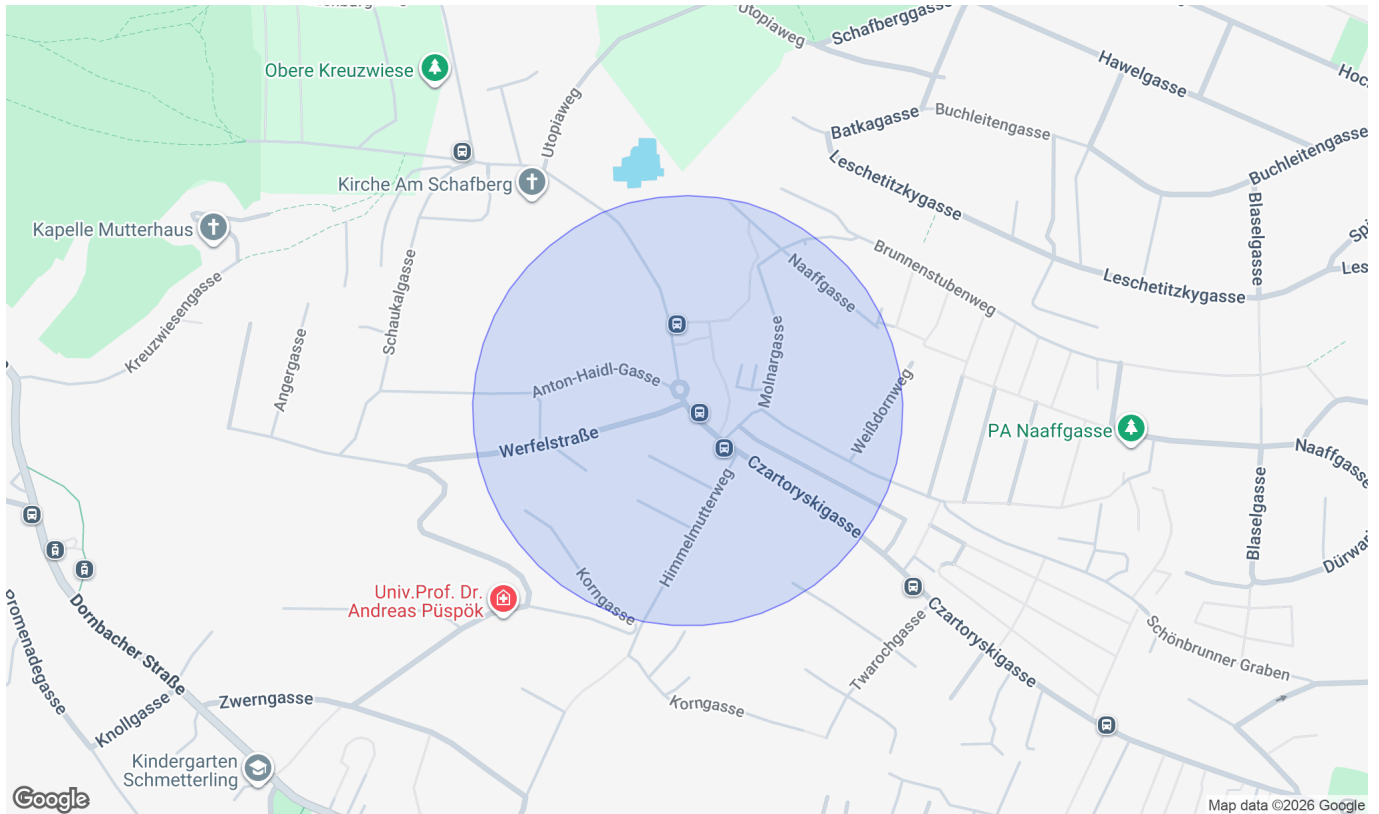 Utopiaweg
Schafberggasse
Hawelgasse
Obere Kreuzwiese
Batkagasse
Buchleitengasse
Utopiaweg
Buchleitengasse
Leschetitzkygasse
Kirche Am Schafberg
Kapelle Mutterhaus
Blaselgasse
Schaukalgasse
Brunnenstubenweg
Naaffgasse
Leschetitzkygasse
Kreuzwiesengasse
Angergasse
Molnargasse
Anton-Haidl-Gasse
Weißdornweg
PA Naaffgasse
Werfelstraße
Naaffgasse
Czartoryskigasse
Blaselgasse
Himmelmutterweg
Korngasse
Univ.Prof. Dr.
Andreas Püspök
Dornbacher Straße
Promenadegasse
Czartoryskigasse
Twarochgasse
Schönbrunner Graben
Zwerngasse
Knollgasse
Korngasse
Kindergarten
Schmetterling
Google
Map data ©2026 Google